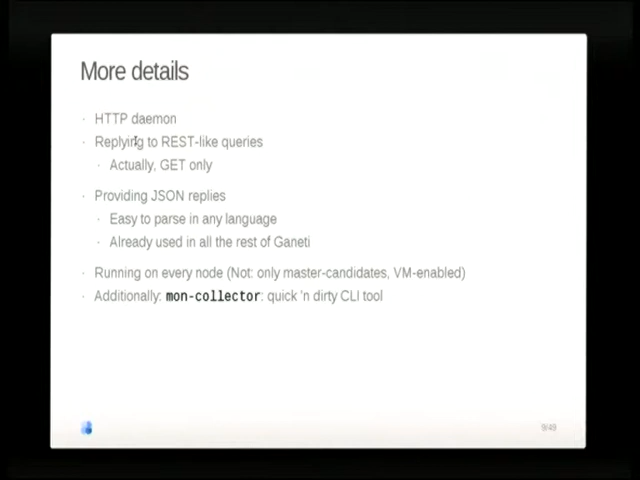 More details
· HTTP daemon
· Replying to REST-like queries
· Actually, GET only
· Providing JSON replies
· Easy to parse in any language
· Already used in all the rest of Ganeti
· Running on every node (Not: only master-candidates, VM-enabled)
· Additionally: mon-collector: quick 'n dirty CLI tool
9/49